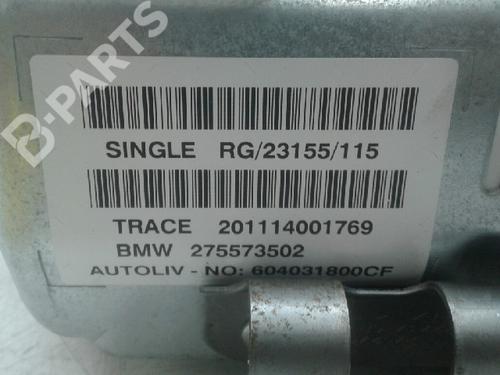 B-PARTS
SINGLE RG/23155/115
TRACE 201114001769
BMW 275573502
AUTOLIV - NO: 604031800CF